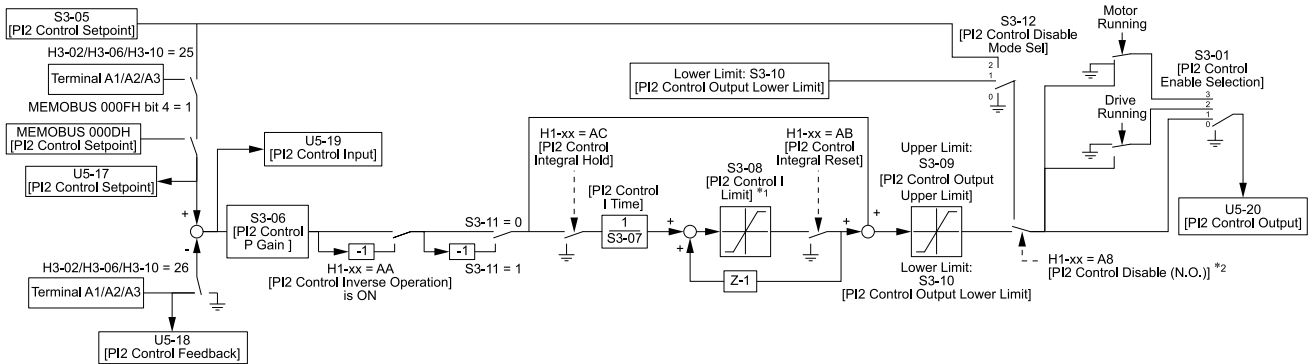 S3-05
[PI2 Control Setpoint]
H3-02/H3-06/H3-10 = 25
Terminal A1/A2/A3
MEMOBUS 000FH bit 4 = 1
MEMOBUS 000DH
[PI2 Control Setpoint]
U5-17
[PI2 Control Setpoint]
+
-
H3-02/H3-06/H3-10 = 26
Terminal A1/A2/A3
U5-18
[PI2 Control Feedback]
U5-19
[PI2 Control Input]
S3-06
[PI2 Control
P Gain ]
-1
H1-xx = AA
[PI2 Control Inverse Operation]
is ON
-1
S3-11 = 0
S3-11 = 1
H1-xx = AC
[PI2 Control
Integral Hold]
[PI2 Control
I Time]
1
S3-07
+
+
S3-08
[PI2 Control I
Limit] *1
Z-1
H1-xx = AB
[PI2 Control
Integral Reset]
+
+
Upper Limit:
S3-09
[PI2 Control Output
Upper Limit]
Lower Limit:
S3-10
[PI2 Control Output Lower Limit]
Lower Limit: S3-10
[PI2 Control Output Lower Limit]
S3-12
[PI2 Control Disable
Mode Sel]
2
1
0
H1-xx = A8
[PI2 Control Disable (N.O.)] *2
Motor
Running
Drive
Running
S3-01
[PI2 Control
Enable Selection]
3
2
1
0
U5-20
[PI2 Control Output]